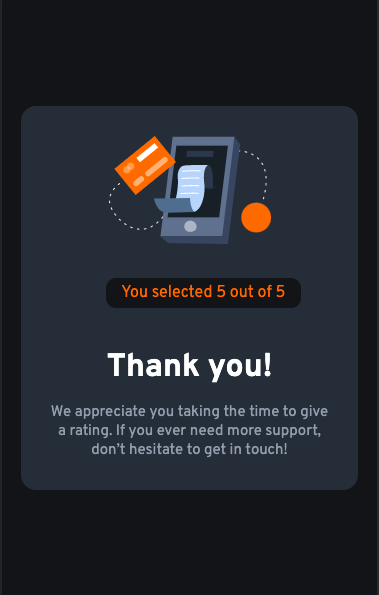 You selected 5 out of 5
Thank you!
We appreciate you taking the time to give
a rating. If you ever need more support,
don’t hesitate to get in touch!